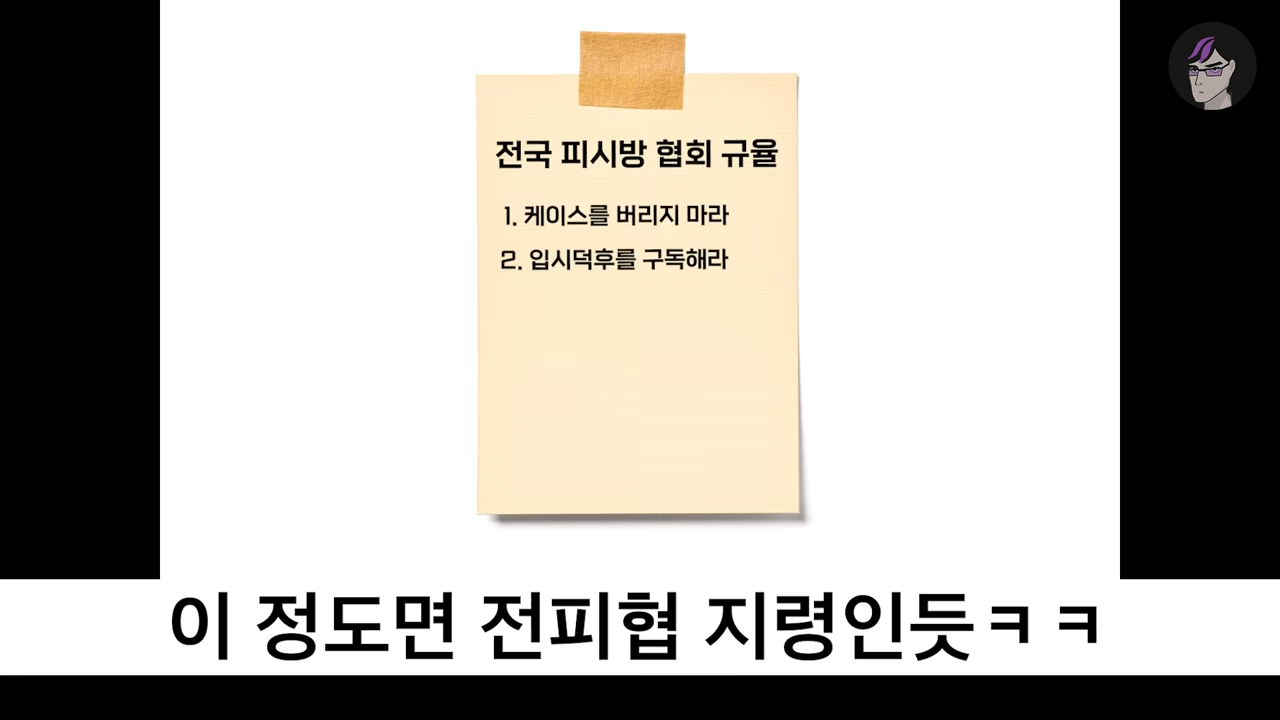 전국 피시방 협회 규율
1. 케이스를 버리지 마라
2. 입시덕후를 구독해라
이 정도면 전피협 지령인듯ㅋㅋ